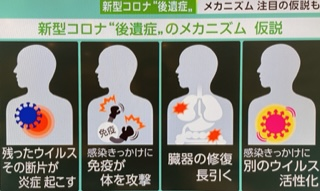 新型コロナ“後遺症„ メカニズム 注目の仮説も
新型コロナ“後遺症„のメカニズム 仮説
免疫
残ったウイルス
その断片が
炎症 起こす
感染きっかけに
免疫が
体を攻撃
臓器の修復
長引く
感染きっかけに
別のウイルス
活性化